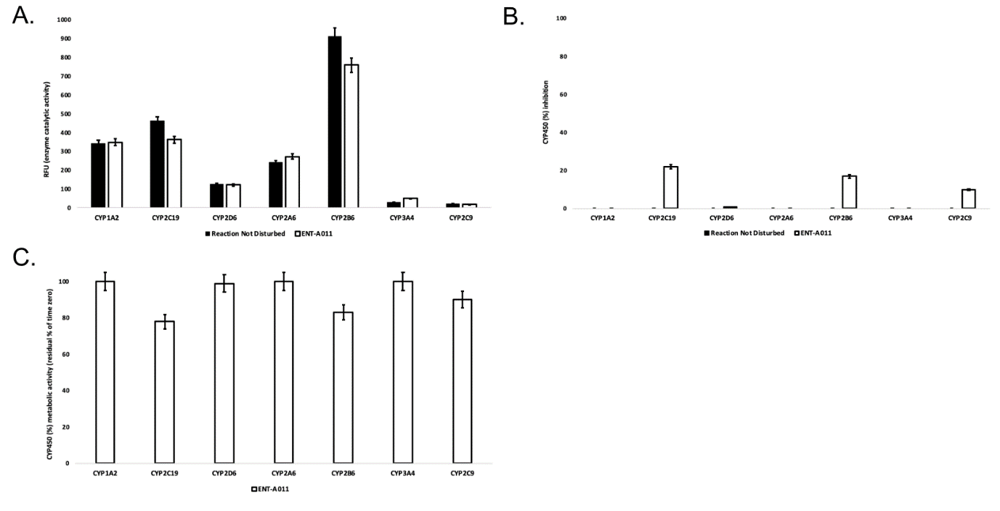 A.
1000
900
800
700
600
500
400
300
200
100
0
RFU (enzyme catalytic activity)
CYP1A2 CYP2C19 CYP2D6 CYP2A6 CYP2B6 CYP3A4 CYP2C9
Reaction Not Disturbed ENT-A011
B.
100
80
60
40
20
0
CYP450 (%) inhibition
CYP1A2 CYP2C19 CYP2D6 CYP2A6 CYP2B6 CYP3A4 CYP2C9
Reaction Not Disturbed ENT-A011
C.
100
80
60
40
20
0
CYP450 (%) metabolic activity (residual % of time zero)
CYP1A2 CYP2C19 CYP2D6 CYP2A6 CYP2B6 CYP3A4 CYP2C9
ENT-A011